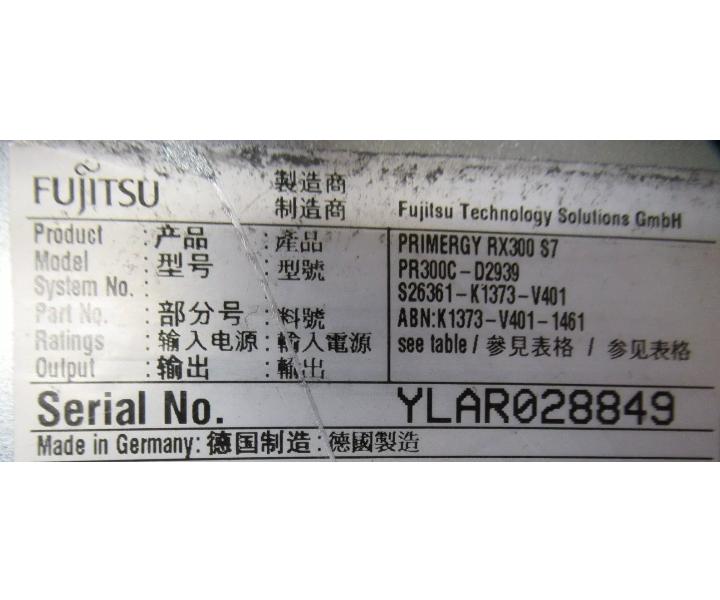 FUJITSU 製造商
制造商 Fujitsu Technology Solutions GmbH
Product : 产品 : 產品 PRIMERGY RX300 S7
Model : 型号 : 型號 PR300C-D2939
System No. : S26361-K1373-V401
Part No. : 部分号 : 料號 ABN:K1373-V401-1461
Ratings : 输入电源 : 輸入電源 see table / 參見表格 / 参见表格
Output : 输出 : 輸出
Serial No. YLAR028849
Made in Germany: 德国制造 : 德國製造